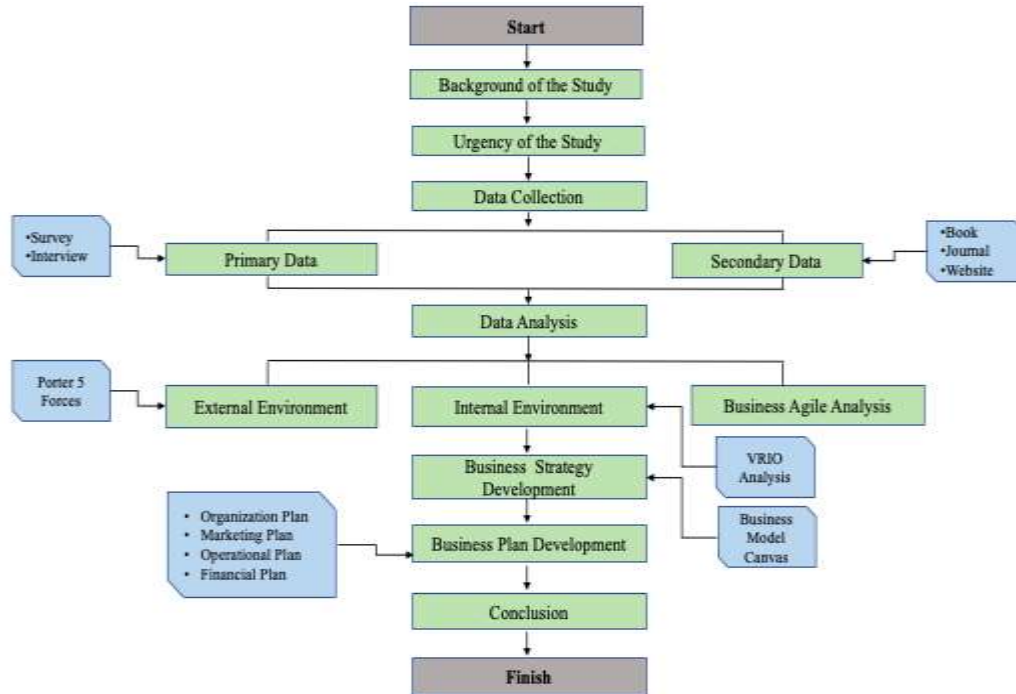 Start
Background of the Study
Urgency of the Study
Data Collection
•Survey
•Interview
Primary Data
Secondary Data
•Book
•Journal
•Website
Data Analysis
Porter 5
Forces
External Environment
Internal Environment
Business Agile Analysis
VRIO
Analysis
Business Strategy
Development
Business
Model
Canvas
• Organization Plan
• Marketing Plan
• Operational Plan
• Financial Plan
Business Plan Development
Conclusion
Finish